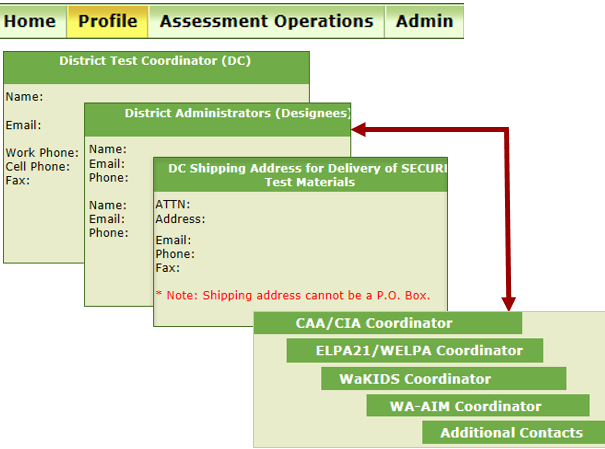 Home Profile Assessment Operations Admin
District Test Coordinator (DC)
Name:
Email:
Work Phone:
Cell Phone:
Fax:
District Administrators (Designees)
Name:
Email:
Phone:
Name:
Email:
Phone:
DC Shipping Address for Delivery of SECURE
Test Materials
ATTN:
Address:
Email:
Phone:
Fax:
* Note: Shipping address cannot be a P.O. Box.
CAA/CIA Coordinator
ELPA21/WELPA Coordinator
WaKIDS Coordinator
WA-AIM Coordinator
Additional Contacts